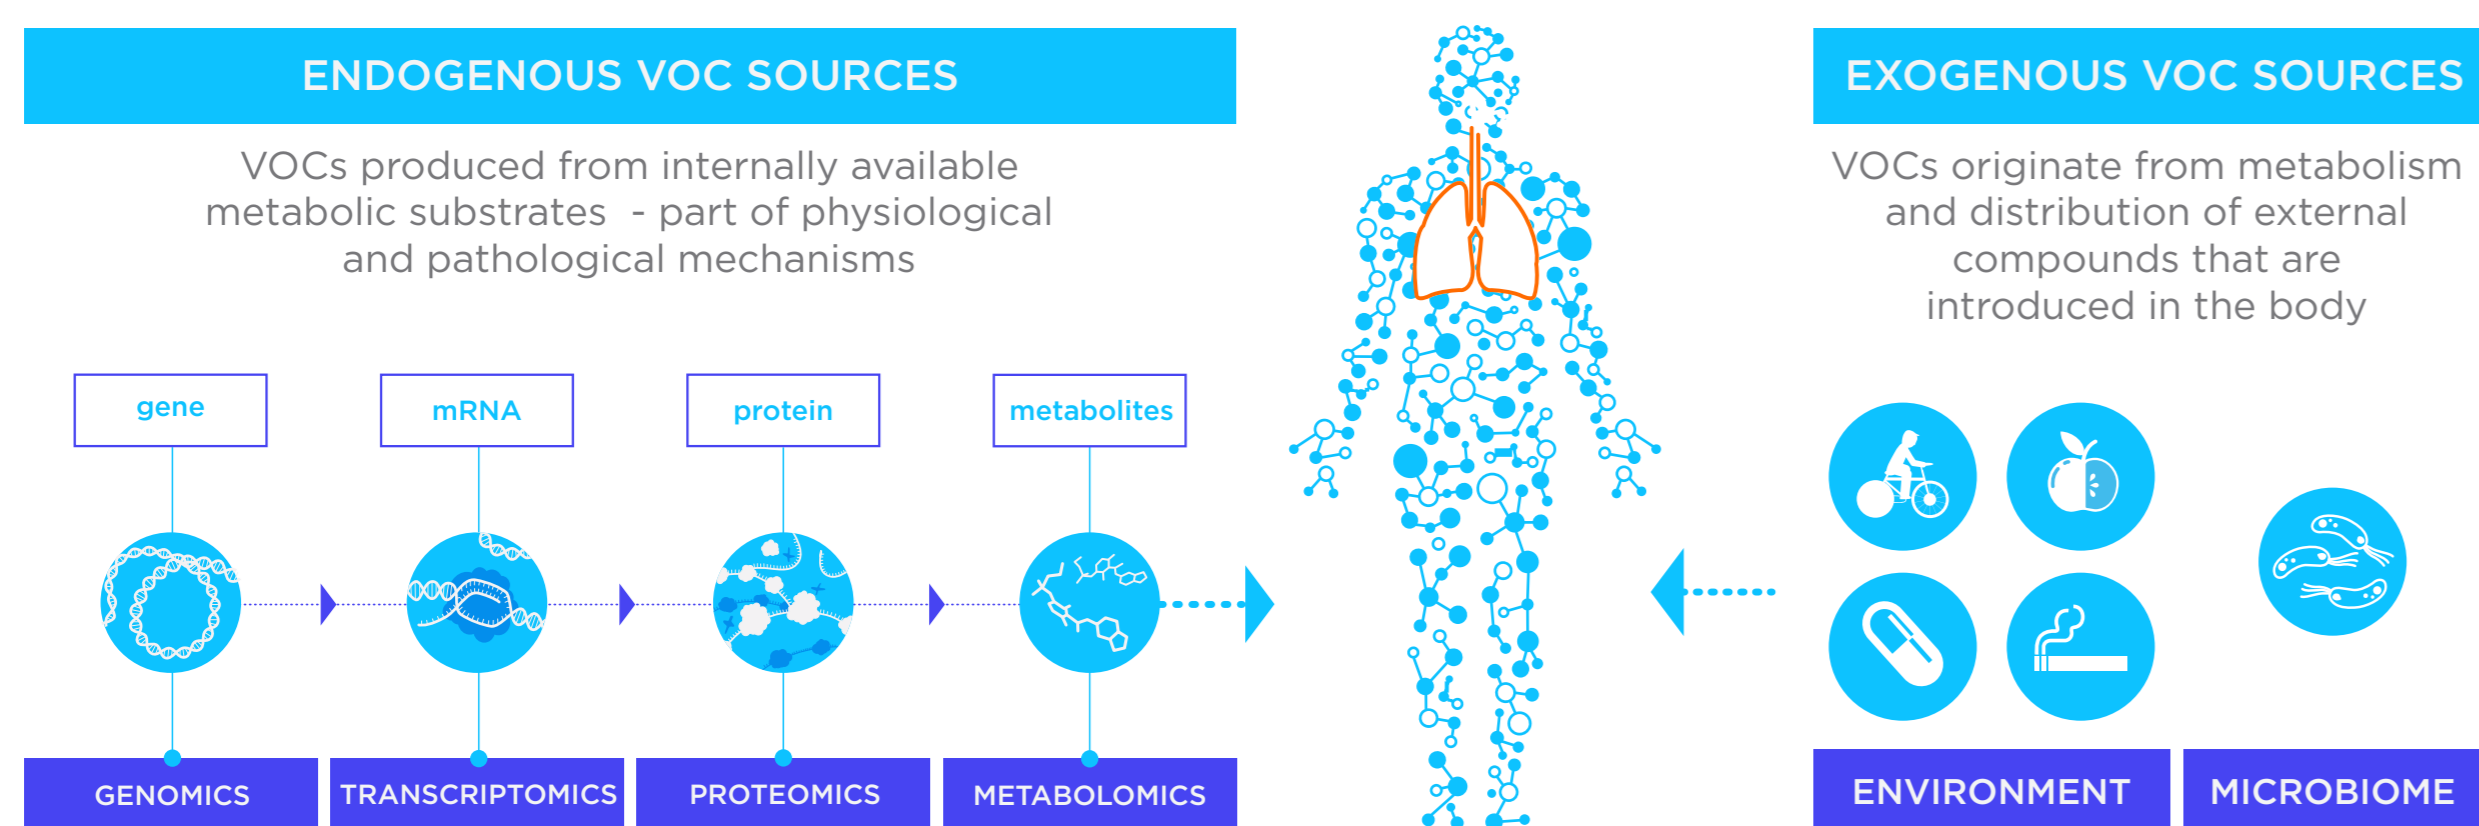 ENDOGENOUS VOC SOURCES
VOCs produced from internally available
metabolic substrates - part of physiological
and pathological mechanisms
gene
mRNA
protein
metabolites
GENOMICS
TRANSCRIPTOMICS
PROTEOMICS
METABOLOMICS
EXOGENOUS VOC SOURCES
VOCs originate from metabolism
and distribution of external
compounds that are
introduced in the body
ENVIRONMENT
MICROBIOME